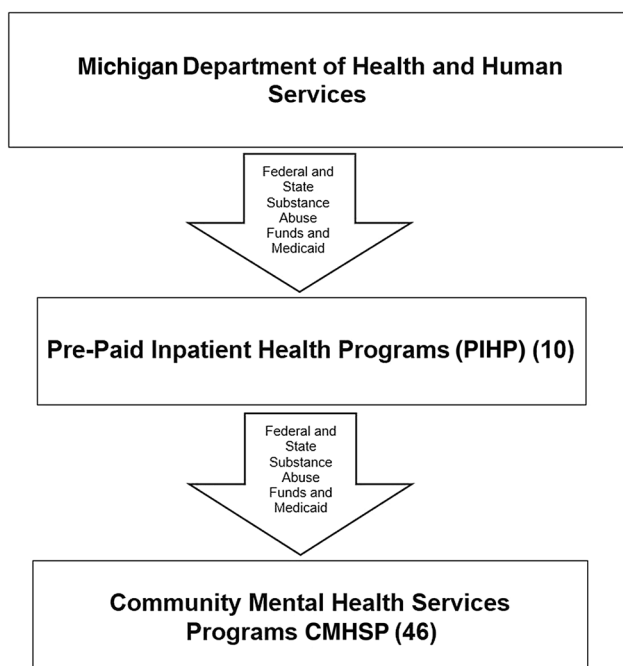 Michigan Department of Health and Human
Services
Federal and
State
Substance
Abuse
Funds and
Medicaid
Pre-Paid Inpatient Health Programs (PIHP) (10)
Federal and
State
Substance
Abuse
Funds and
Medicaid
Community Mental Health Services
Programs CMHSP (46)